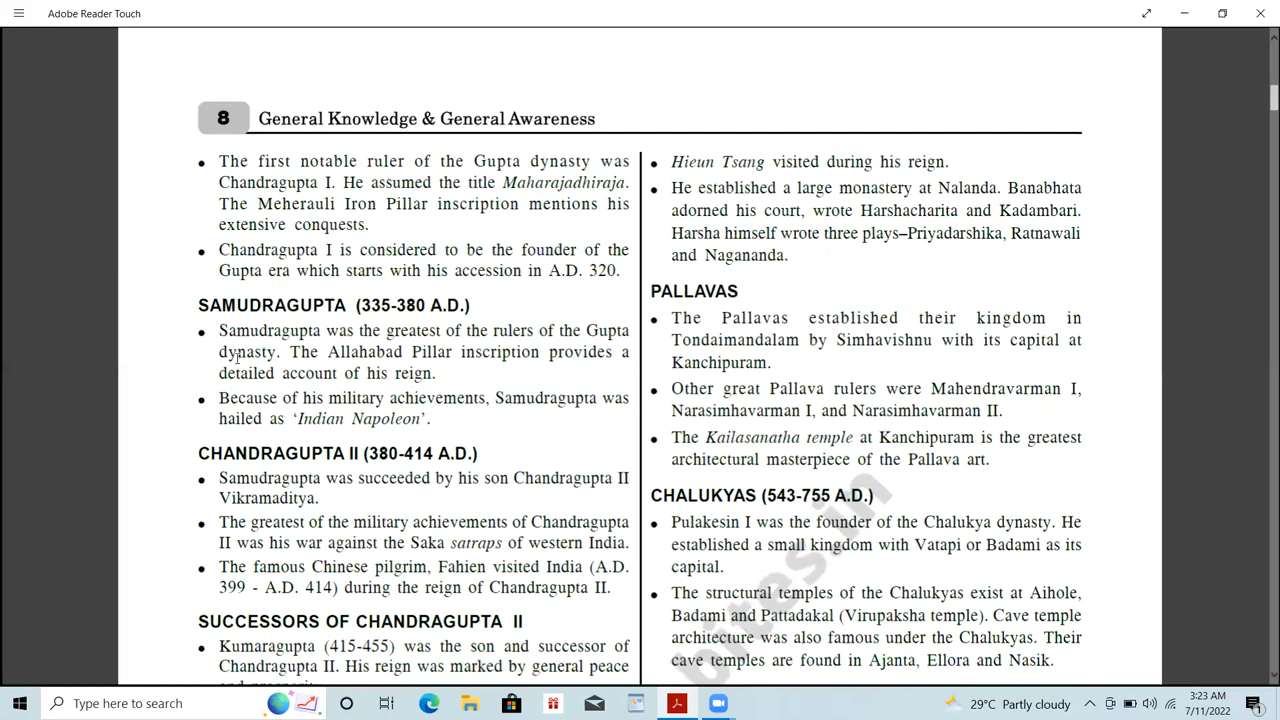 Adobe Reader Touch
8 General Knowledge & General Awareness
• The first notable ruler of the Gupta dynasty was
Chandragupta I. He assumed the title Maharajadhiraja.
The Meherauli Iron Pillar inscription mentions his
extensive conquests.
• Chandragupta I is considered to be the founder of the
Gupta era which starts with his accession in A.D. 320.
SAMUDRAGUPTA (335-380 A.D.)
• Samudragupta was the greatest of the rulers of the Gupta
dynasty. The Allahabad Pillar inscription provides a
detailed account of his reign.
• Because of his military achievements, Samudragupta was
hailed as ‘Indian Napoleon’.
CHANDRAGUPTA II (380-414 A.D.)
• Samudragupta was succeeded by his son Chandragupta II
Vikramaditya.
• The greatest of the military achievements of Chandragupta
II was his war against the Saka satraps of western India.
• The famous Chinese pilgrim, Fahien visited India (A.D.
399 - A.D. 414) during the reign of Chandragupta II.
SUCCESSORS OF CHANDRAGUPTA II
• Kumaragupta (415-455) was the son and successor of
Chandragupta II. His reign was marked by general peace
• Hieun Tsang visited during his reign.
• He established a large monastery at Nalanda. Banabhata
adorned his court, wrote Harshacharita and Kadambari.
Harsha himself wrote three plays–Priyadarshika, Ratnawali
and Naganan​da.
PALLAVAS
• The Pallavas established their kingdom in
Tondaimandalam by Simhavishnu with its capital at
Kanchipuram.
• Other great Pallava rulers were Mahendravarman I,
Narasimhavarman I, and Narasimhavarman II.
• The Kailasanatha temple at Kanchipuram is the greatest
architectural masterpiece of the Pallava art.
CHALUKYAS (543-755 A.D.)
• Pulakesin I was the founder of the Chalukya dynasty. He
established a small kingdom with Vatapi or Badami as its
capital.
• The structural temples of the Chalukyas exist at Aihole,
Badami and Pattadakal (Virupaksha temple). Cave temple
architecture was also famous under the Chalukyas. Their
cave temples are found in Ajanta, Ellora and Nasik.
bites.in
Type here to search
29°C Partly cloudy
3:23 AM
7/11/2022
1